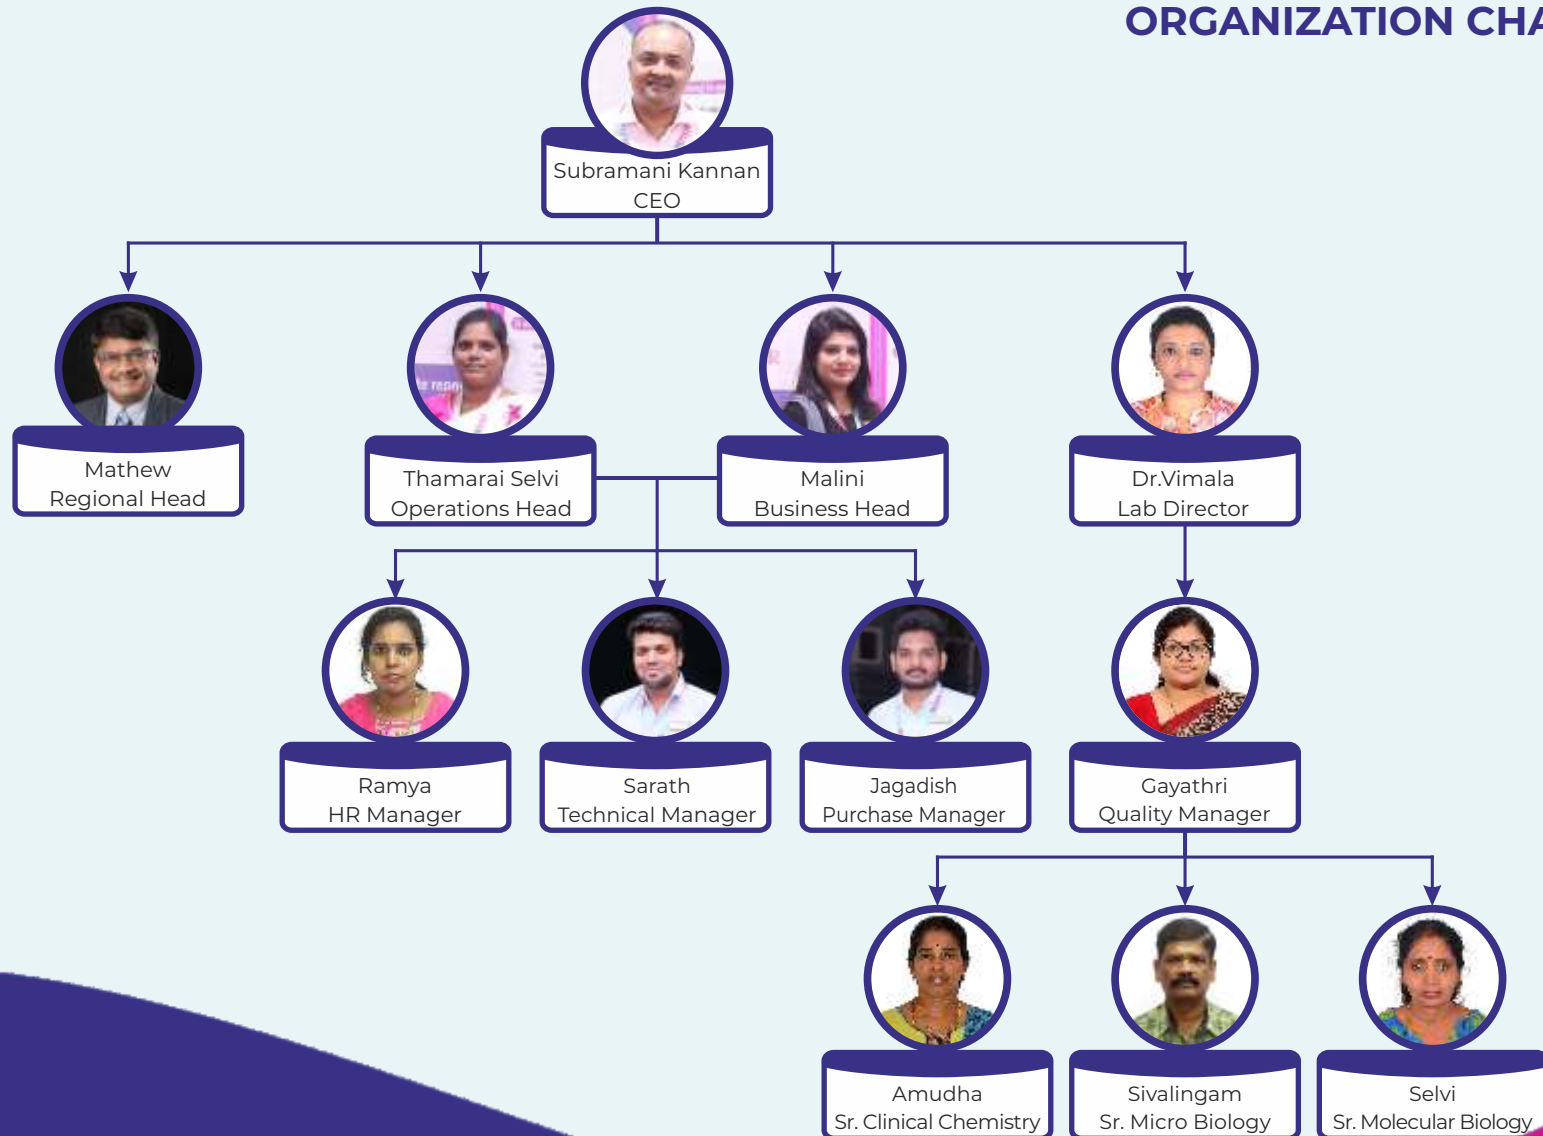 ORGANIZATION CHA
Subramani Kannan
CEO
Mathew
Regional Head
Thamarai Selvi
Operations Head
Malini
Business Head
Dr.Vimala
Lab Director
Ramya
HR Manager
Sarath
Technical Manager
Jagadish
Purchase Manager
Gayathri
Quality Manager
Amudha
Sr. Clinical Chemistry
Sivalingam
Sr. Micro Biology
Selvi
Sr. Molecular Biology